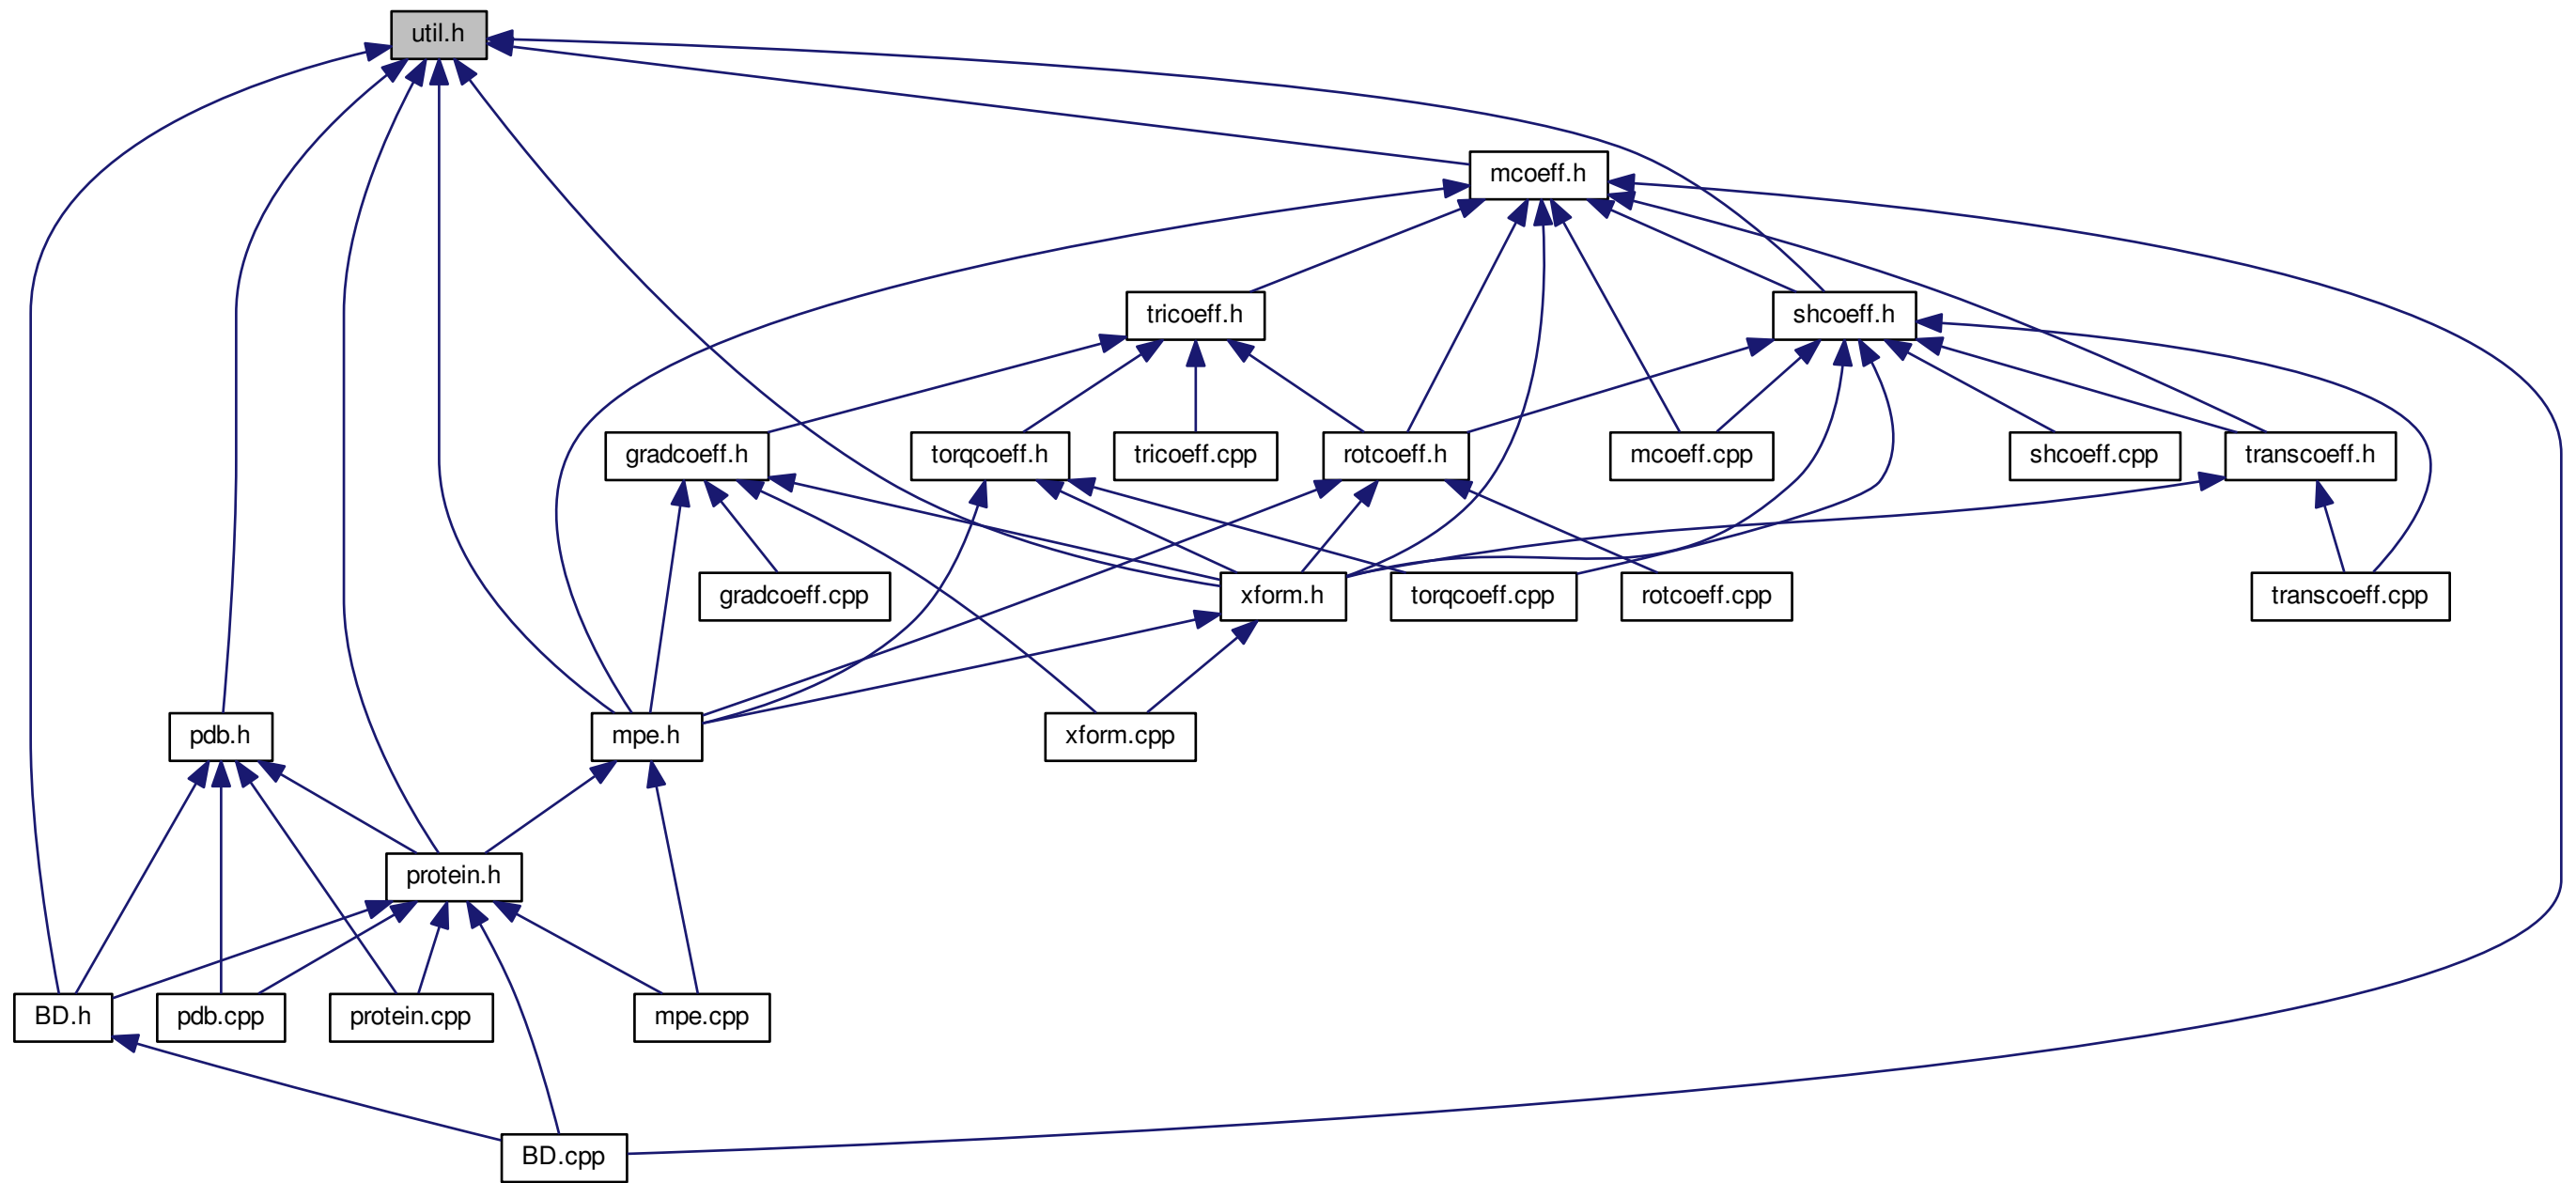 util.h
mcoeff.h
tricoeff.h
shcoeff.h
gradcoeff.h
torqcoeff.h
tricoeff.cpp
rotcoeff.h
mcoeff.cpp
shcoeff.cpp
transcoeff.h
gradcoeff.cpp
xform.h
torqcoeff.cpp
rotcoeff.cpp
transcoeff.cpp
pdb.h
mpe.h
xform.cpp
protein.h
BD.h
pdb.cpp
protein.cpp
mpe.cpp
BD.cpp